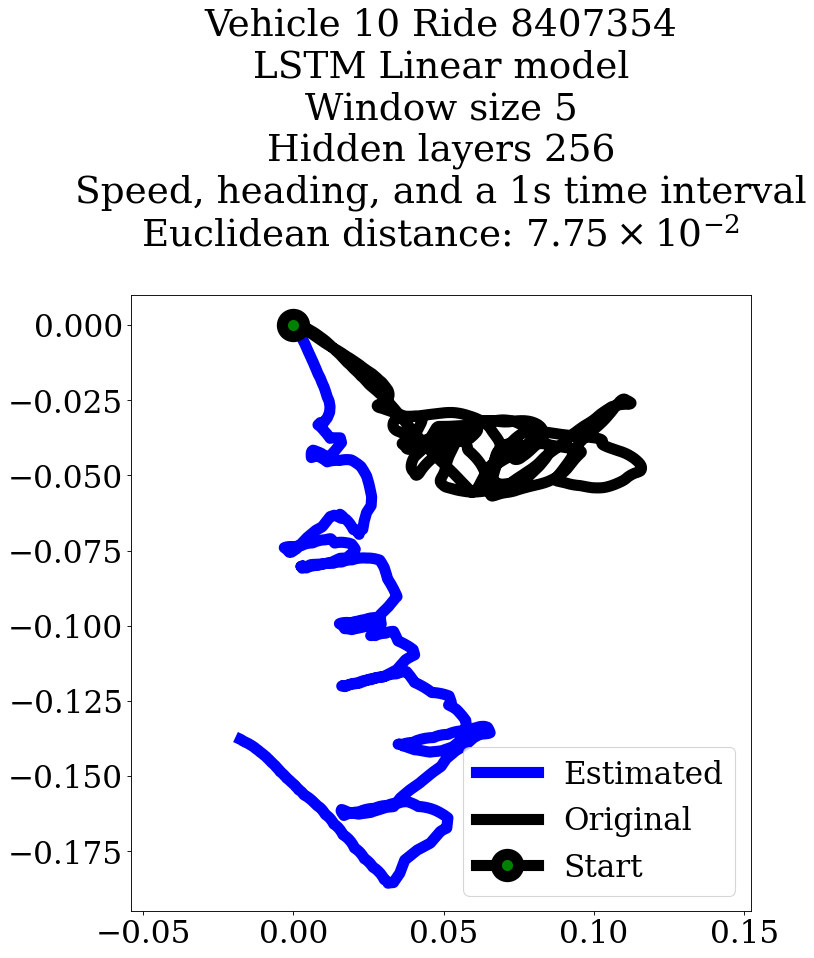 Vehicle 10 Ride 8407354
LSTM Linear model
Window size 5
Hidden layers 256
Speed, heading, and a 1s time interval
Euclidean distance: 7.75 × 10⁻²
0.000
−0.025
−0.050
−0.075
−0.100
−0.125
−0.150
−0.175
Estimated
Original
Start
−0.05
0.00
0.05
0.10
0.15